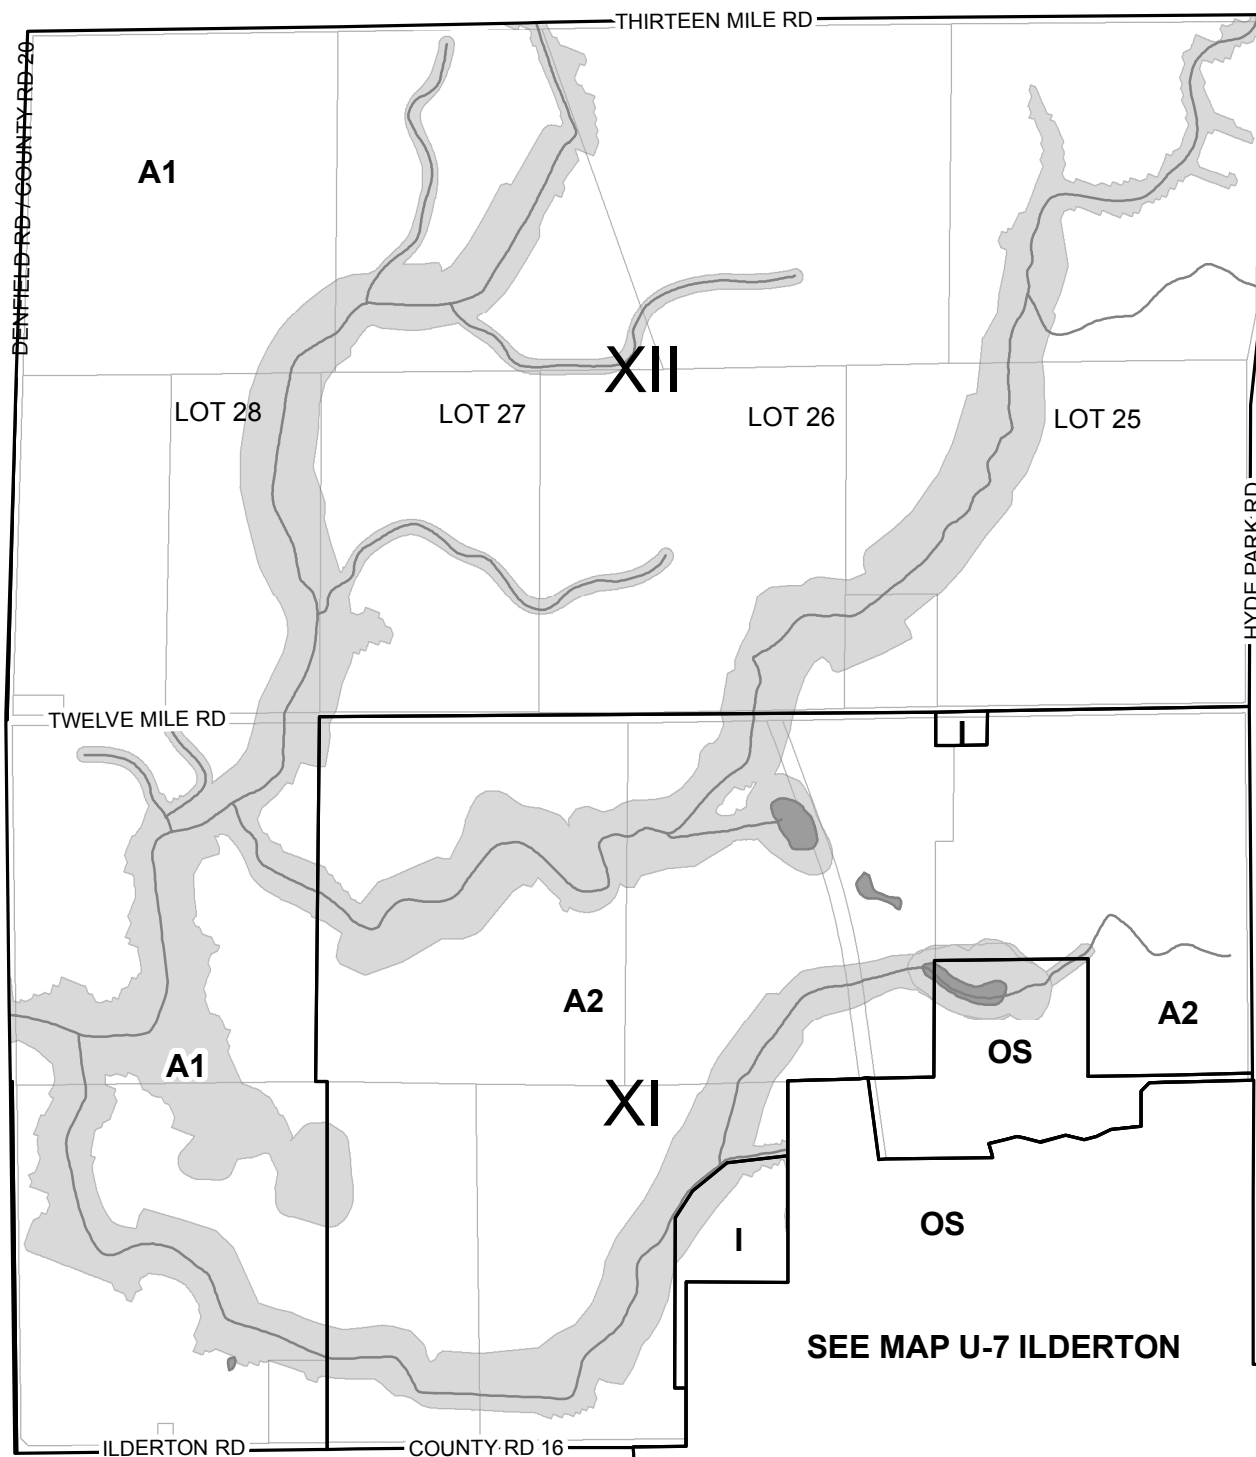 THIRTEEN MILE RD
DENFIELD RD / COUNTY RD 20
A1
XII
LOT 28
LOT 27
LOT 26
LOT 25
HYDE PARK RD
TWELVE MILE RD
I
A2
A2
OS
A1
XI
OS
I
SEE MAP U-7 ILDERTON
ILDERTON RD
COUNTY RD 16